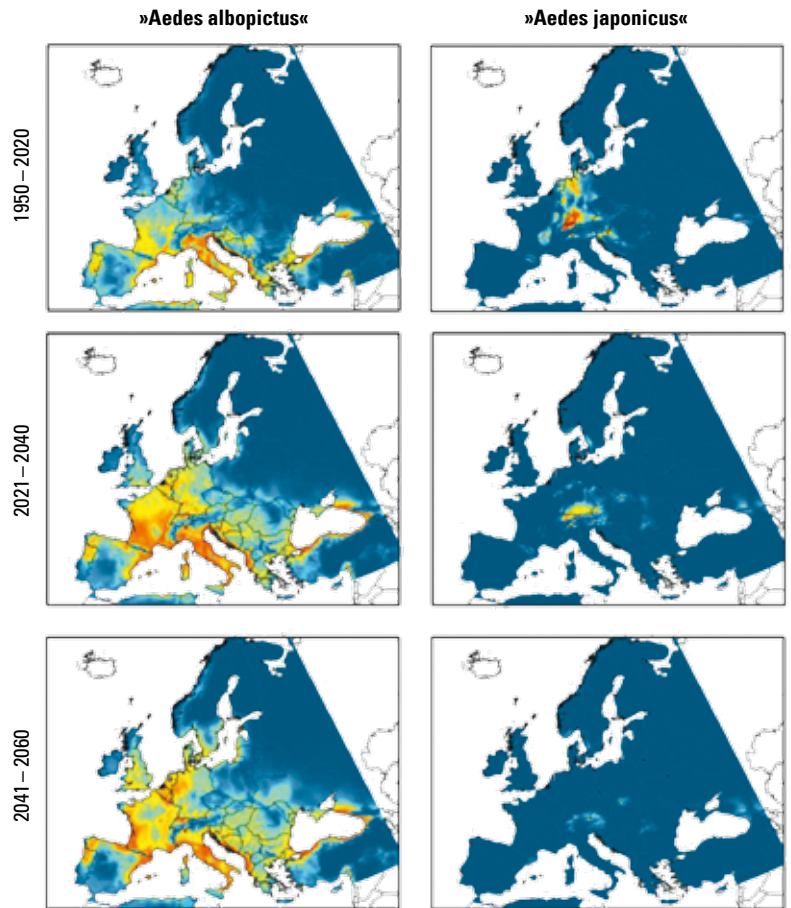 »Aedes albopictus«
»Aedes japonicus«
1950 – 2020
2021 – 2040
2041 – 2060